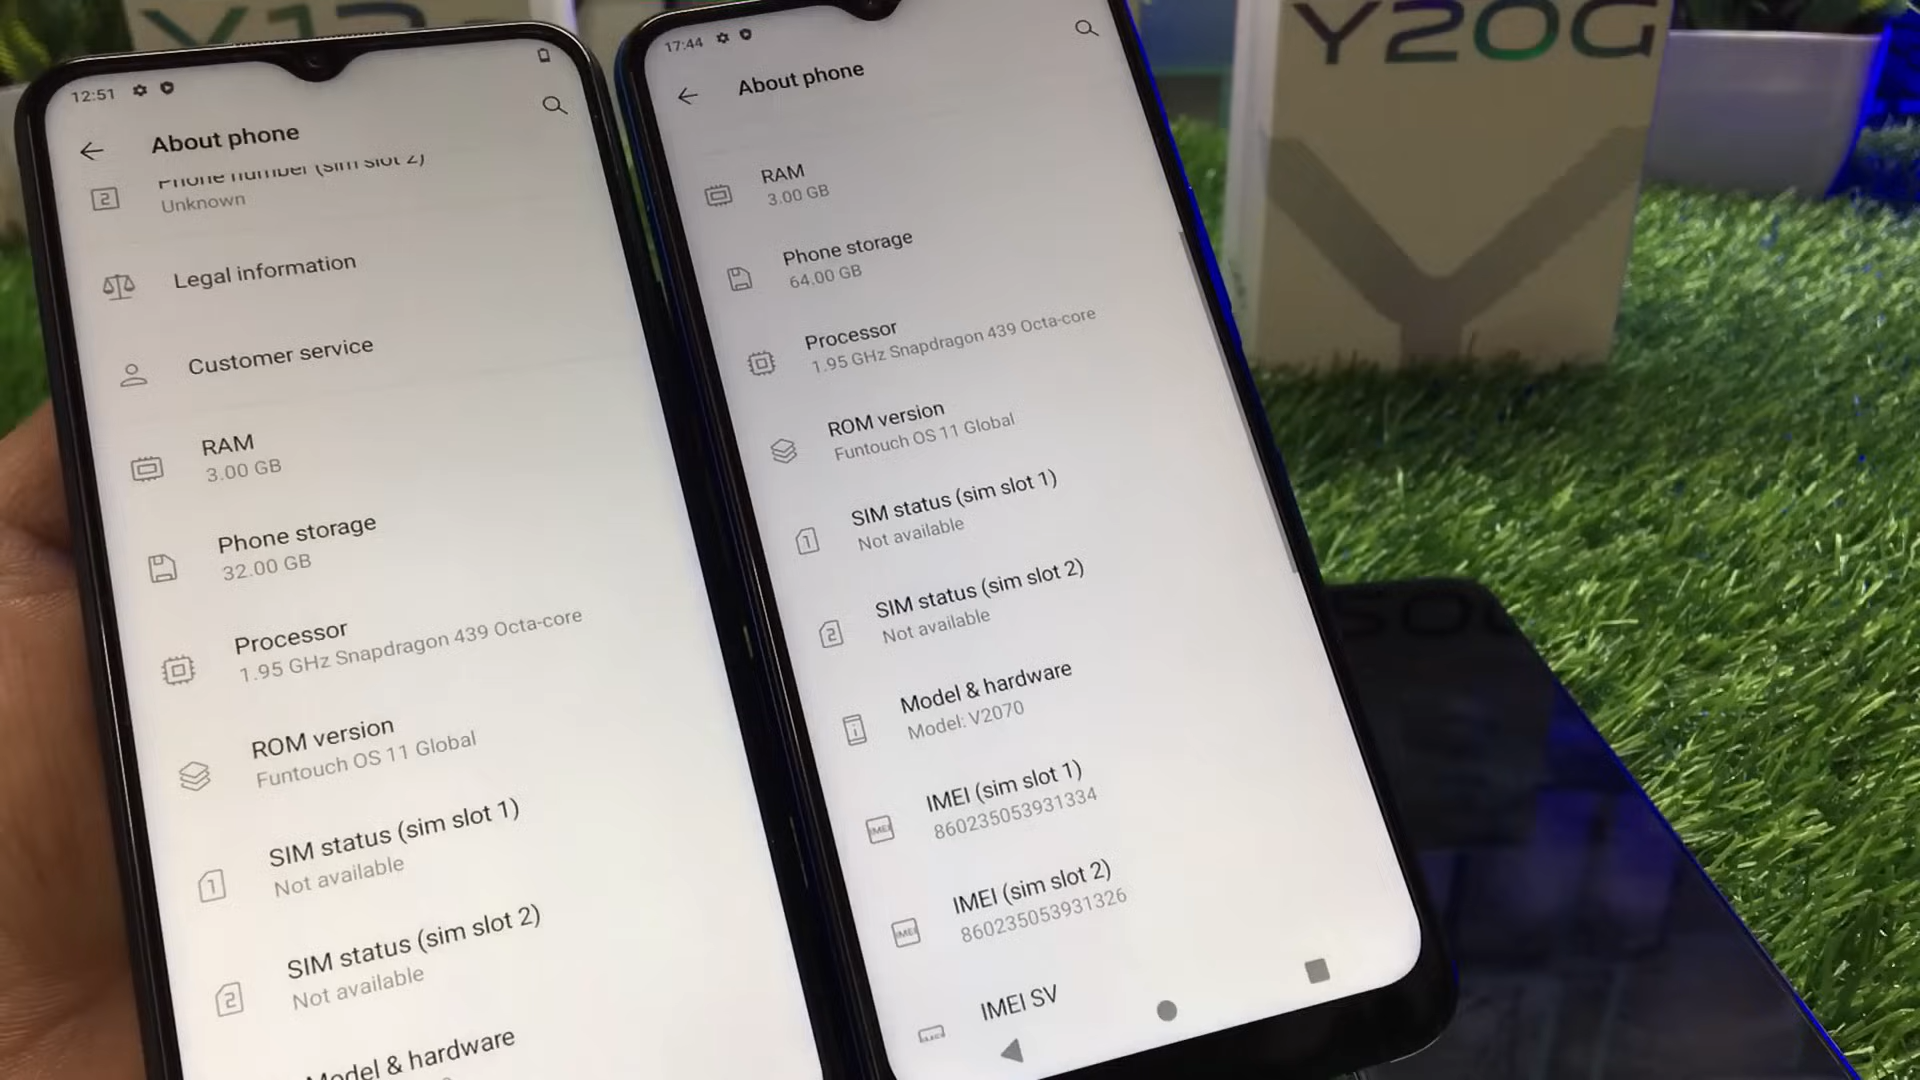 12:51
About phone
Phone number (sim slot 2)
Unknown
Legal information
Customer service
RAM
3.00 GB
Phone storage
32.00 GB
Processor
1.95 GHz Snapdragon 439 Octa-core
ROM version
Funtouch OS 11 Global
SIM status (sim slot 1)
Not available
SIM status (sim slot 2)
Not available
Model & hardware
17:44
About phone
RAM
3.00 GB
Phone storage
64.00 GB
Processor
1.95 GHz Snapdragon 439 Octa-core
ROM version
Funtouch OS 11 Global
SIM status (sim slot 1)
Not available
SIM status (sim slot 2)
Not available
Model & hardware
Model: V2070
IMEI (sim slot 1)
860235053931334
IMEI (sim slot 2)
860235053931326
IMEI SV
Y20G